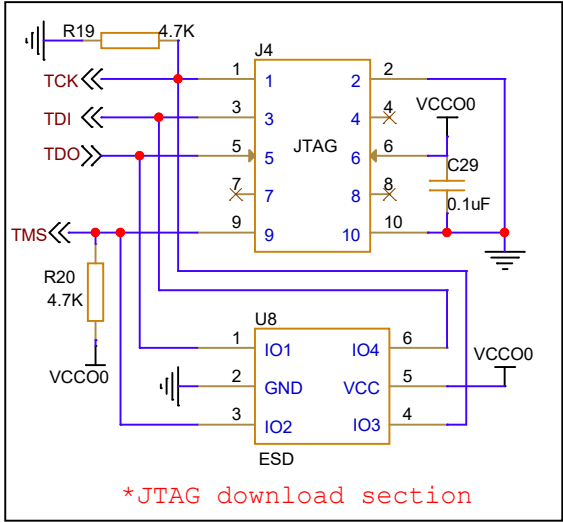 R19 4.7K
J4
TCK 1 1 2 2
VCCO0
TDI 3 3 4 4
JTAG
TDO 5 5 6 6
C29
7 7 8 8
0.1uF
TMS 9 9 10 10
R20
4.7K
U8
1 IO1 IO4 6
VCCO0
VCCO0
2 GND VCC 5
3 IO2 IO3 4
ESD
*JTAG download section